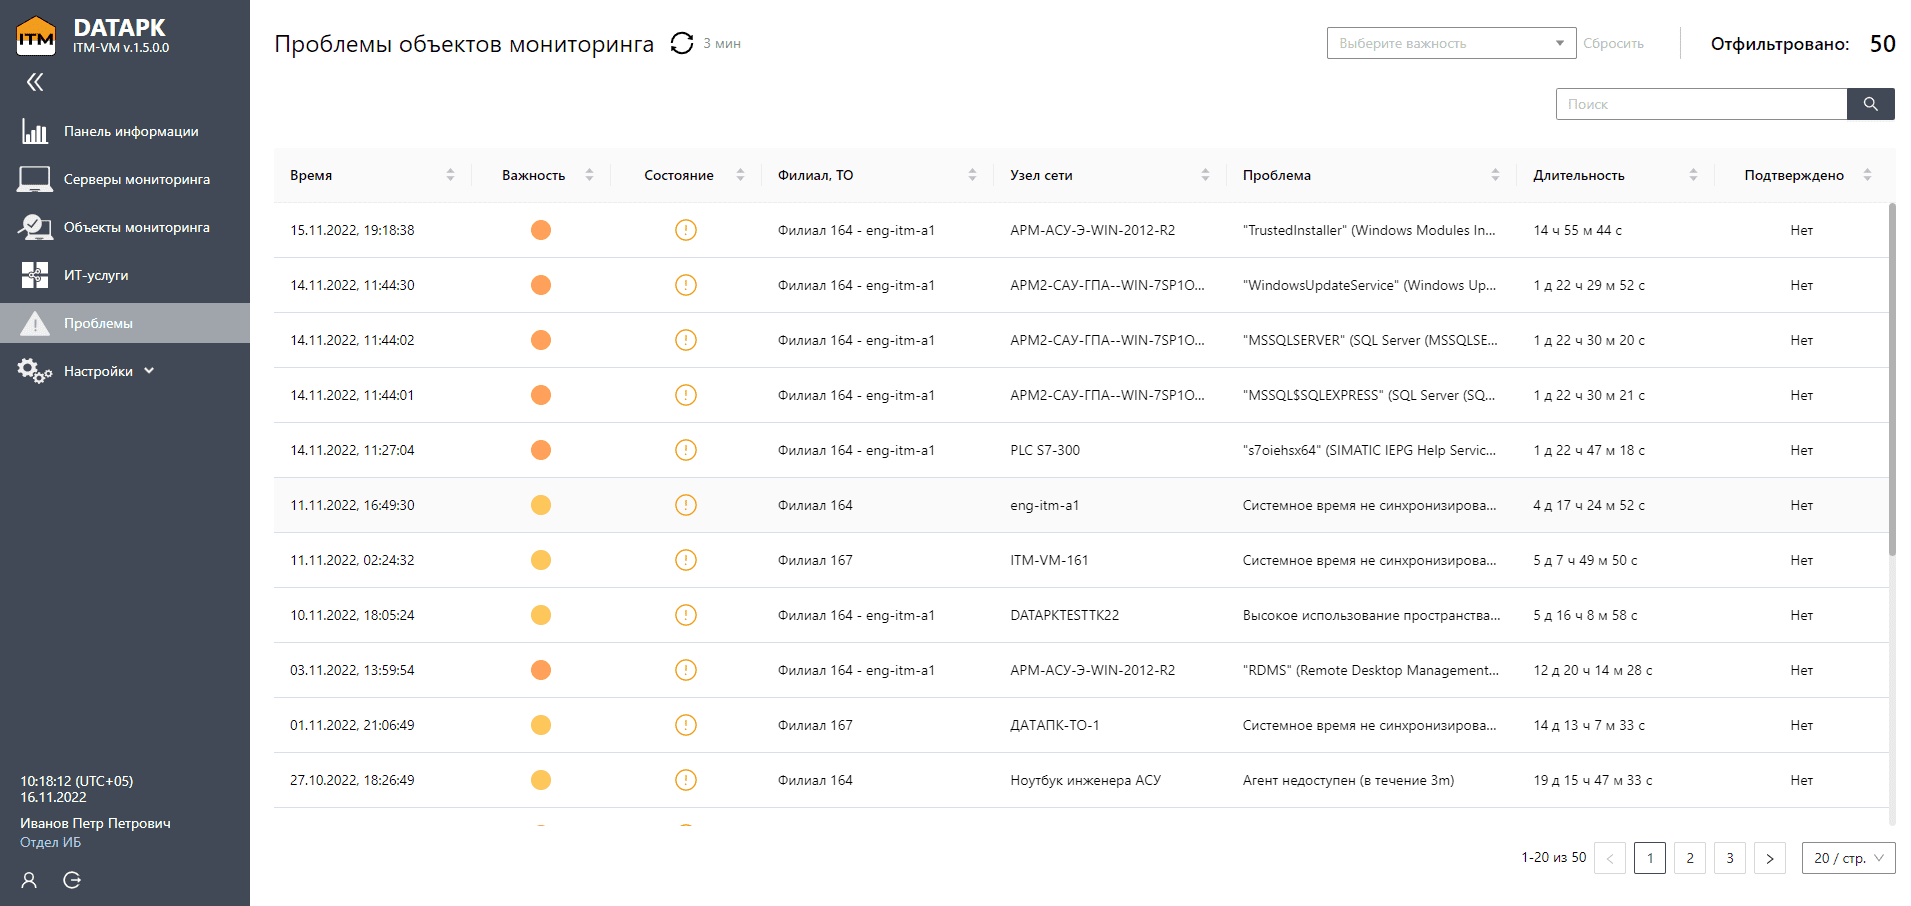 ITM
DATAPK
ITM-VM v.1.5.0.0
Панель информации
Серверы мониторинга
Объекты мониторинга
ИТ-услуги
Проблемы
Настройки
10:18:12 (UTC+05)
16.11.2022
Иванов Петр Петрович
Отдел ИБ
Проблемы объектов мониторинга 3 мин
Выберите важность Сбросить Отфильтровано: 50
Поиск
Время Важность Состояние Филиал, ТО Узел сети Проблема Длительность Подтверждено
15.11.2022, 19:18:38 Филиал 164 - eng-itm-a1 АРМ-АСУ-Э-WIN-2012-R2 "TrustedInstaller" (Windows Modules In... 14 ч 55 м 44 с Нет
14.11.2022, 11:44:30 Филиал 164 - eng-itm-a1 АРМ2-САУ-ГПА--WIN-7SP1O... "WindowsUpdateService" (Windows Up... 1 д 22 ч 29 м 52 с Нет
14.11.2022, 11:44:02 Филиал 164 - eng-itm-a1 АРМ2-САУ-ГПА--WIN-7SP1O... "MSSQLSERVER" (SQL Server (MSSQLSE... 1 д 22 ч 30 м 20 с Нет
14.11.2022, 11:44:01 Филиал 164 - eng-itm-a1 АРМ2-САУ-ГПА--WIN-7SP1O... "MSSQL$SQLEXPRESS" (SQL Server (SQ... 1 д 22 ч 30 м 21 с Нет
14.11.2022, 11:27:04 Филиал 164 - eng-itm-a1 PLC S7-300 "s7oiehsx64" (SIMATIC IEPG Help Servic... 1 д 22 ч 47 м 18 с Нет
11.11.2022, 16:49:30 Филиал 164 eng-itm-a1 Системное время не синхронизирова... 4 д 17 ч 24 м 52 с Нет
11.11.2022, 02:24:32 Филиал 167 ITM-VM-161 Системное время не синхронизирова... 5 д 7 ч 49 м 50 с Нет
10.11.2022, 18:05:24 Филиал 164 - eng-itm-a1 DATAPKTESTTK22 Высокое использование пространства... 5 д 16 ч 8 м 58 с Нет
03.11.2022, 13:59:54 Филиал 164 - eng-itm-a1 АРМ-АСУ-Э-WIN-2012-R2 "RDMS" (Remote Desktop Management... 12 д 20 ч 14 м 28 с Нет
01.11.2022, 21:06:49 Филиал 167 ДАТАПК-ТО-1 Системное время не синхронизирова... 14 д 13 ч 7 м 33 с Нет
27.10.2022, 18:26:49 Филиал 164 Ноутбук инженера АСУ Агент недоступен (в течение 3m) 19 д 15 ч 47 м 33 с Нет
1-20 из 50 < 1 2 3 > 20 / стр.